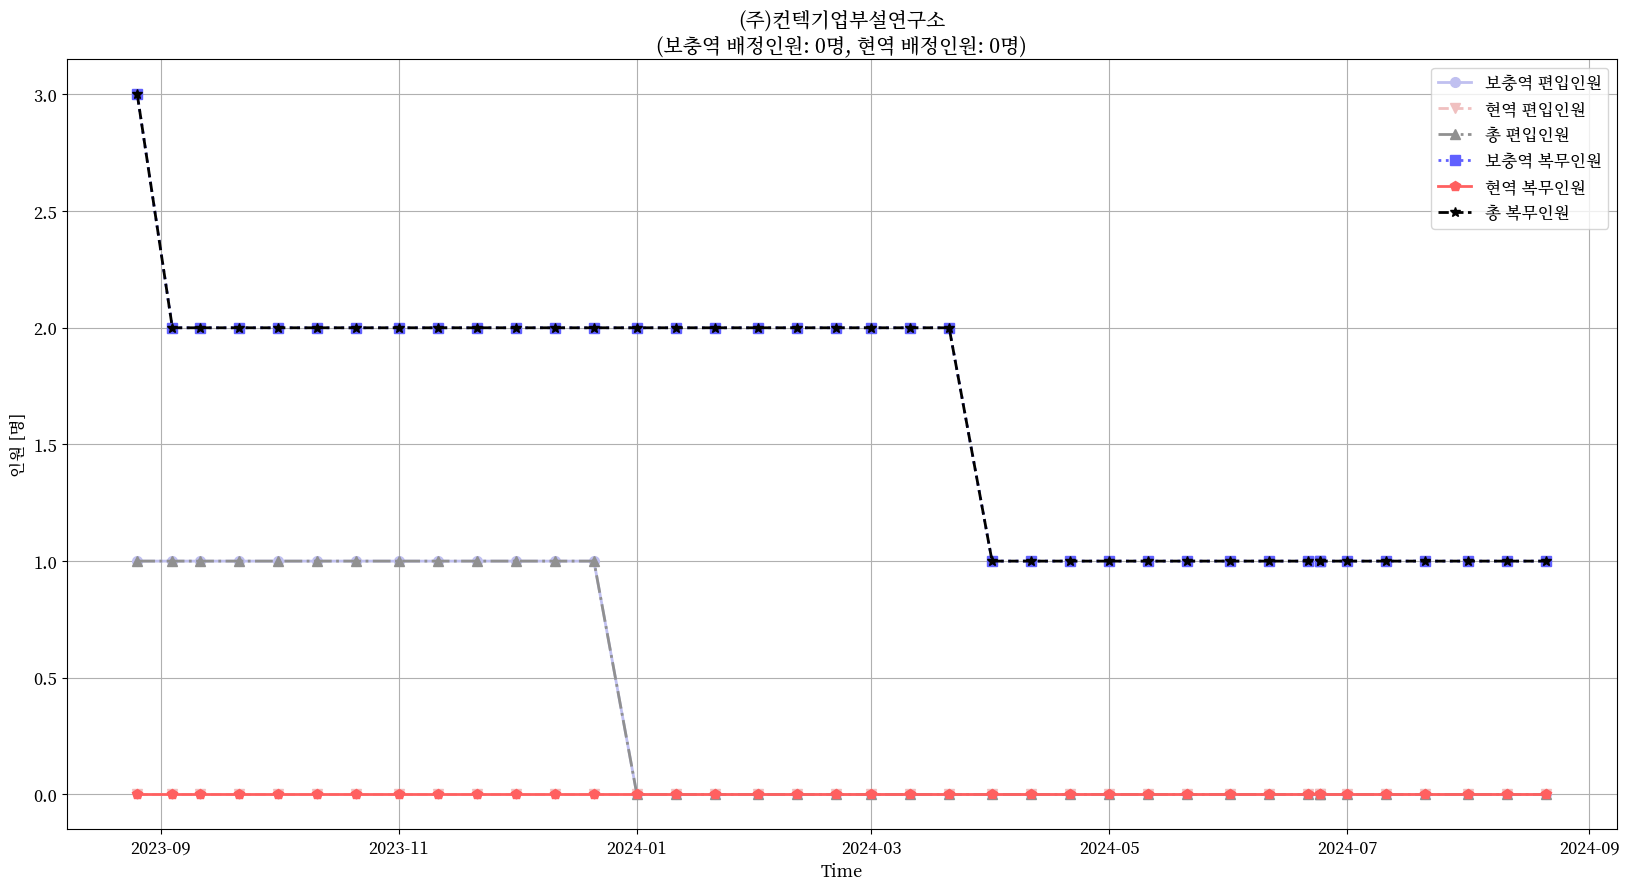 (주)컨텍기업부설연구소
(보충역 배정인원: 0명, 현역 배정인원: 0명)
보충역 편입인원
현역 편입인원
총 편입인원
보충역 복무인원
현역 복무인원
총 복무인원
인원 [명]
3.0
2.5
2.0
1.5
1.0
0.5
0.0
2023-09
2023-11
2024-01
2024-03
2024-05
2024-07
2024-09
Time